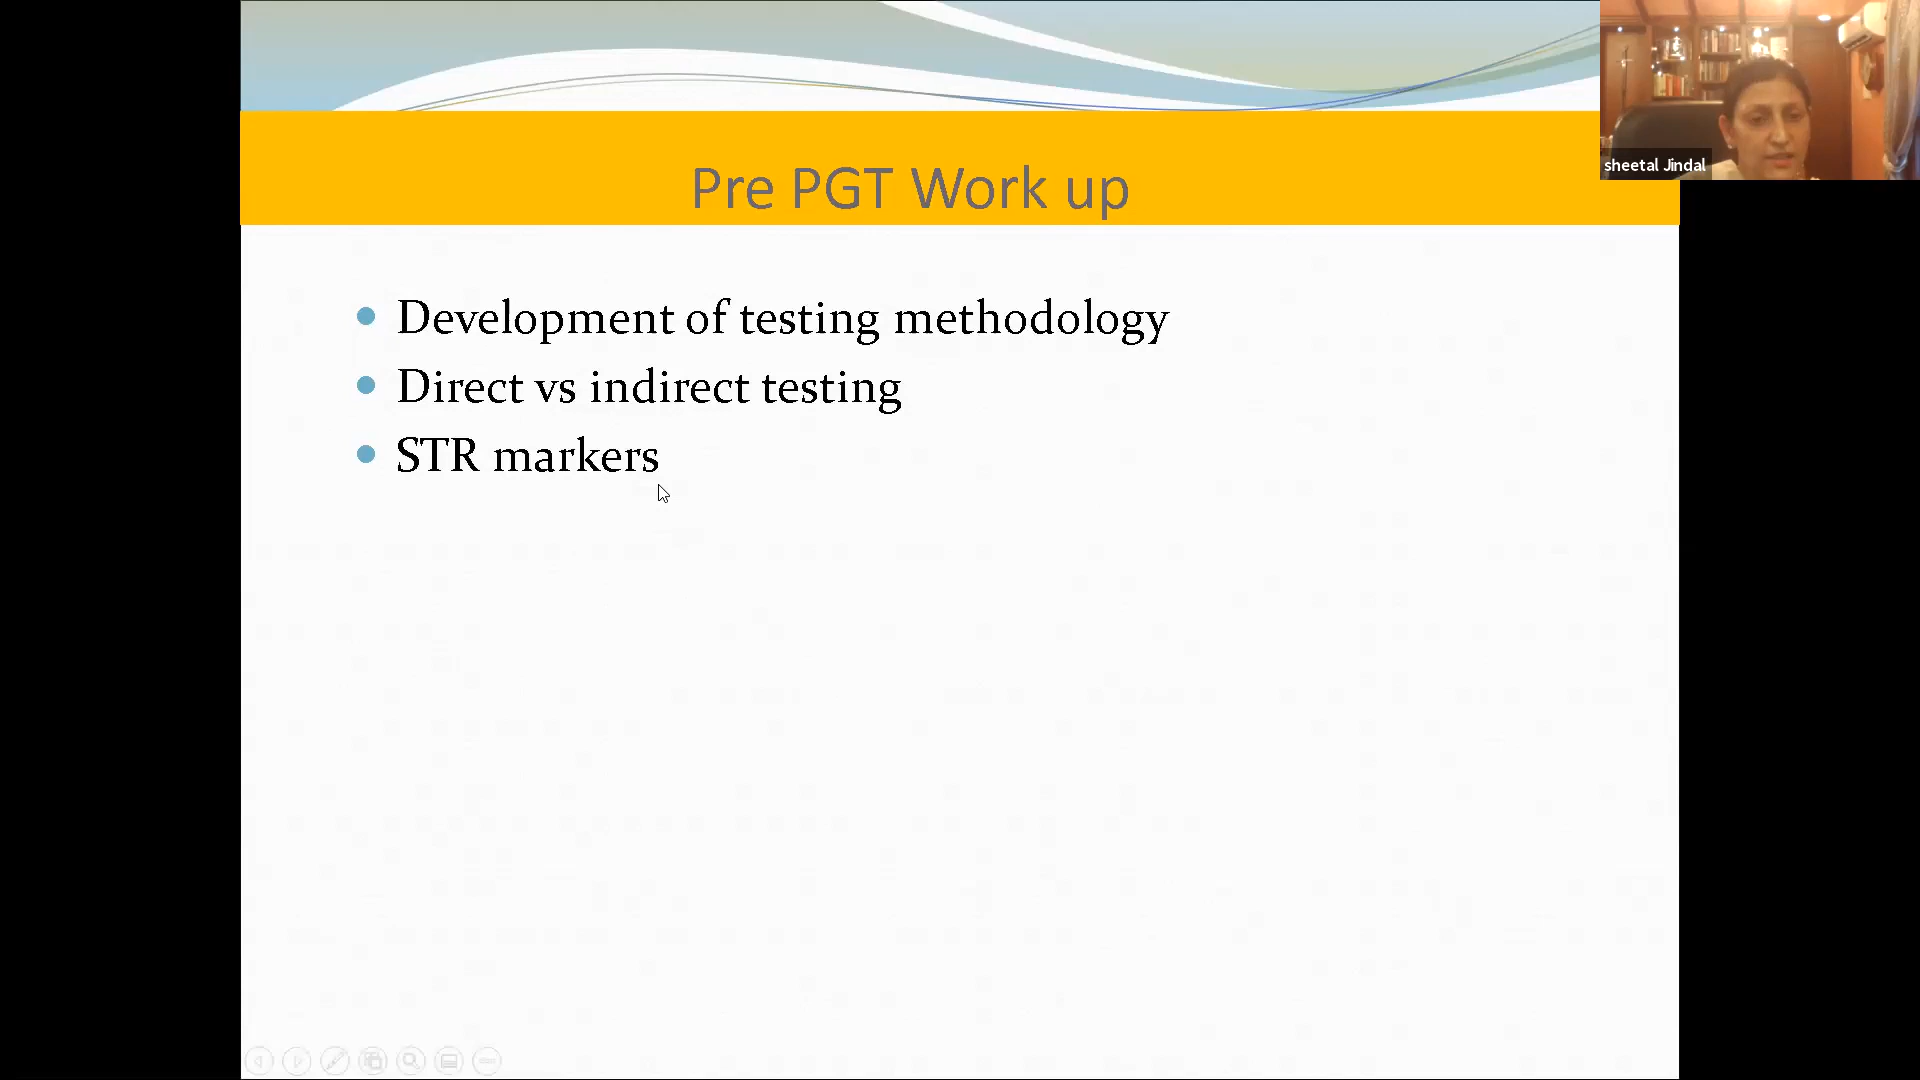 Pre PGT Work up
sheetal Jindal
Development of testing methodology
Direct vs indirect testing
STR markers